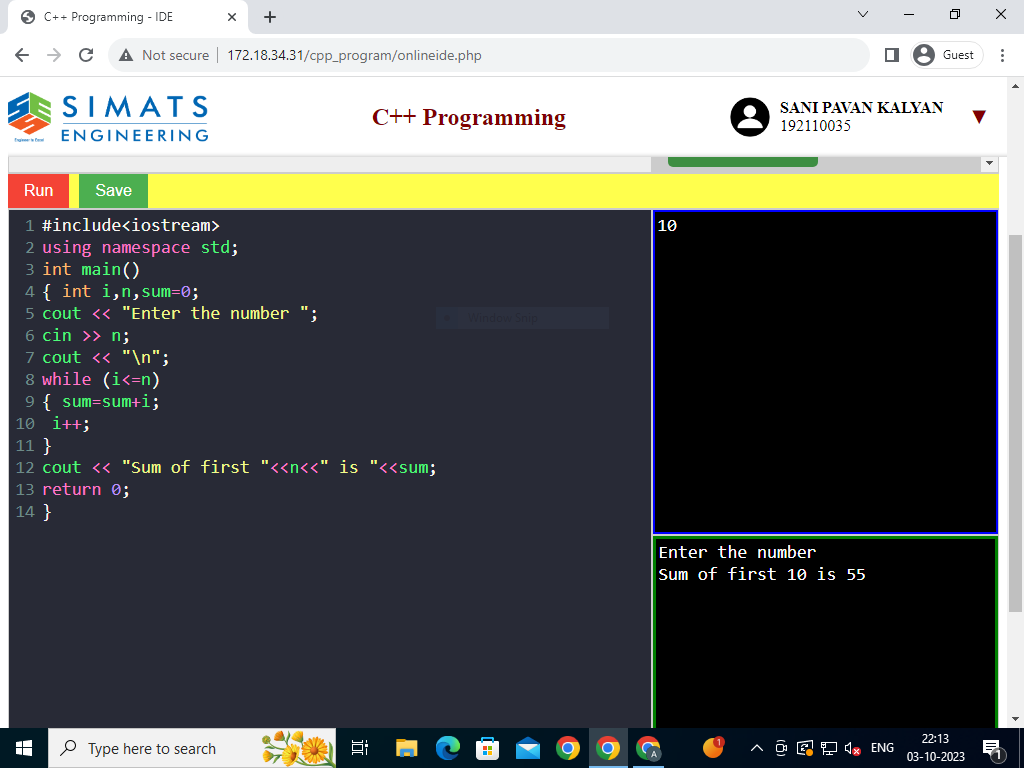 C++ Programming - IDE
Not secure
172.18.34.31/cpp_program/onlineide.php
Guest
SIMATS
ENGINEERING
C++ Programming
SANI PAVAN KALYAN
192110035
Run
Save
1 #include<iostream>
2 using namespace std;
3 int main()
4 { int i,n,sum=0;
5 cout << "Enter the number ";
6 cin >> n;
7 cout << "\n";
8 while (i<=n)
9 { sum=sum+i;
10 i++;
11 }
12 cout << "Sum of first "<<n<<" is "<<sum;
13 return 0;
14 }
10
Enter the number
Sum of first 10 is 55
Type here to search
A
1
ENG
22:13
03-10-2023
1